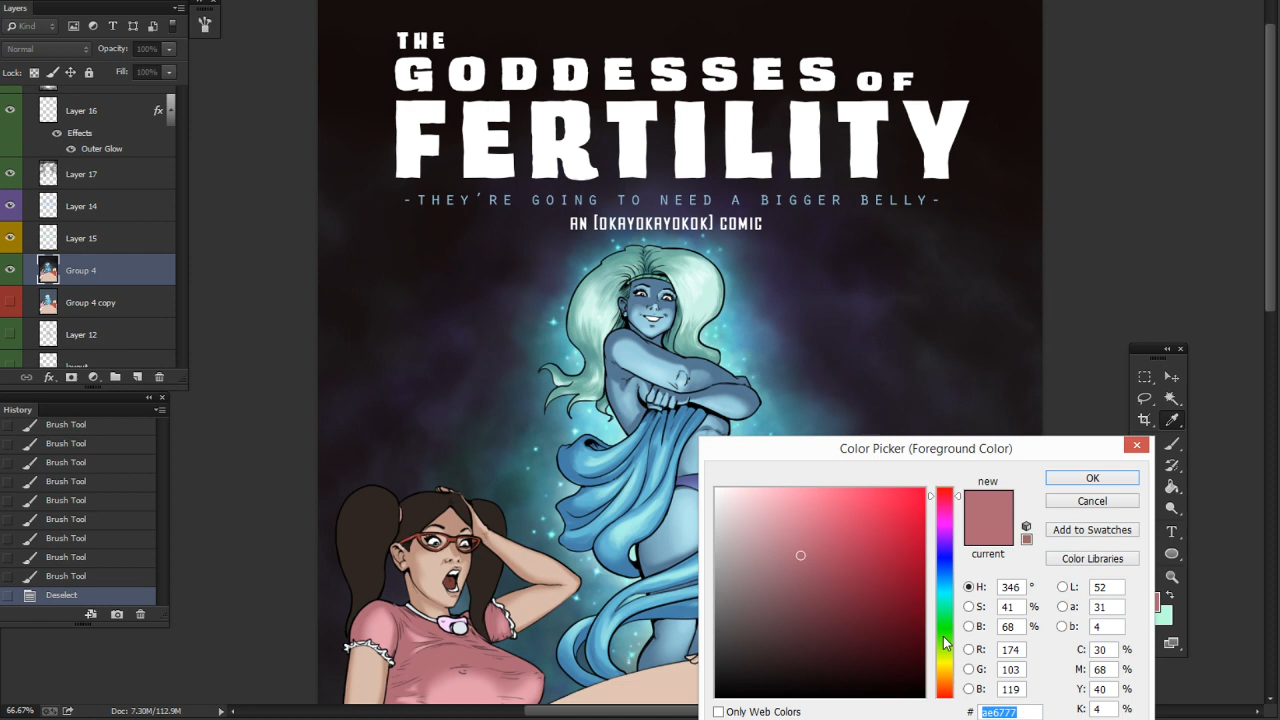 Layers
Kind
Normal
Opacity: 100%
Lock:
Fill: 100%
Layer 16
fx
Effects
Outer Glow
Layer 17
Layer 14
Layer 15
Group 4
Group 4 copy
Layer 12
fx
History
Brush Tool
Brush Tool
Brush Tool
Brush Tool
Brush Tool
Brush Tool
Brush Tool
Brush Tool
Brush Tool
Deselect
66.67%
Doc: 7.30M/112.9M
THE
GODDESSES OF
FERTILITY
-THEY'RE GOING TO NEED A BIGGER BELLY-
AN [OKAYOKAYOKOK] COMIC
Color Picker (Foreground Color)
new
current
OK
Cancel
Add to Swatches
Color Libraries
H: 346 °
L: 52
S: 41 %
a: 31
B: 68 %
b: 4
R: 174
C: 30 %
G: 103
M: 68 %
B: 119
Y: 40 %
# ae6777
K: 4 %
Only Web Colors